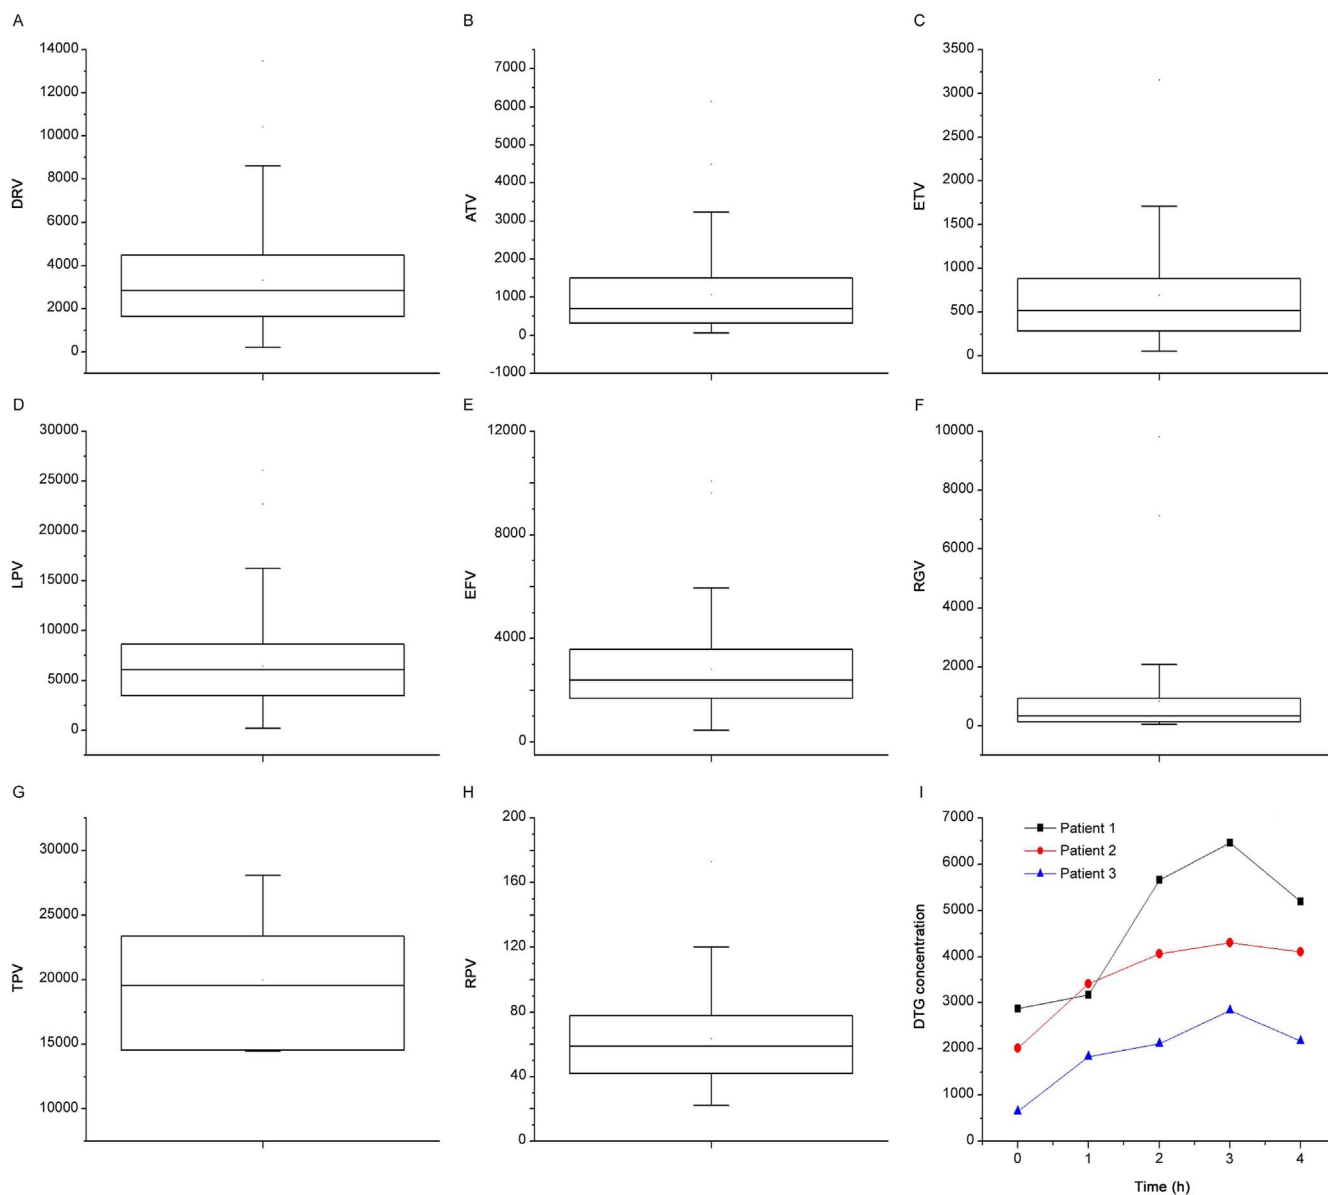 A
B
C
14000
12000
10000
8000
6000
4000
2000
0
DRV
7000
6000
5000
4000
3000
2000
1000
0
-1000
ATV
3500
3000
2500
2000
1500
1000
500
0
ETV
D
E
F
30000
25000
20000
15000
10000
5000
0
LPV
12000
8000
4000
0
EFV
10000
8000
6000
4000
2000
0
RGV
G
H
I
30000
25000
20000
15000
10000
TPV
200
160
120
80
40
0
RPV
7000
6000
5000
4000
3000
2000
1000
0
DTG concentration
Patient 1
Patient 2
Patient 3
0 1 2 3 4
Time (h)